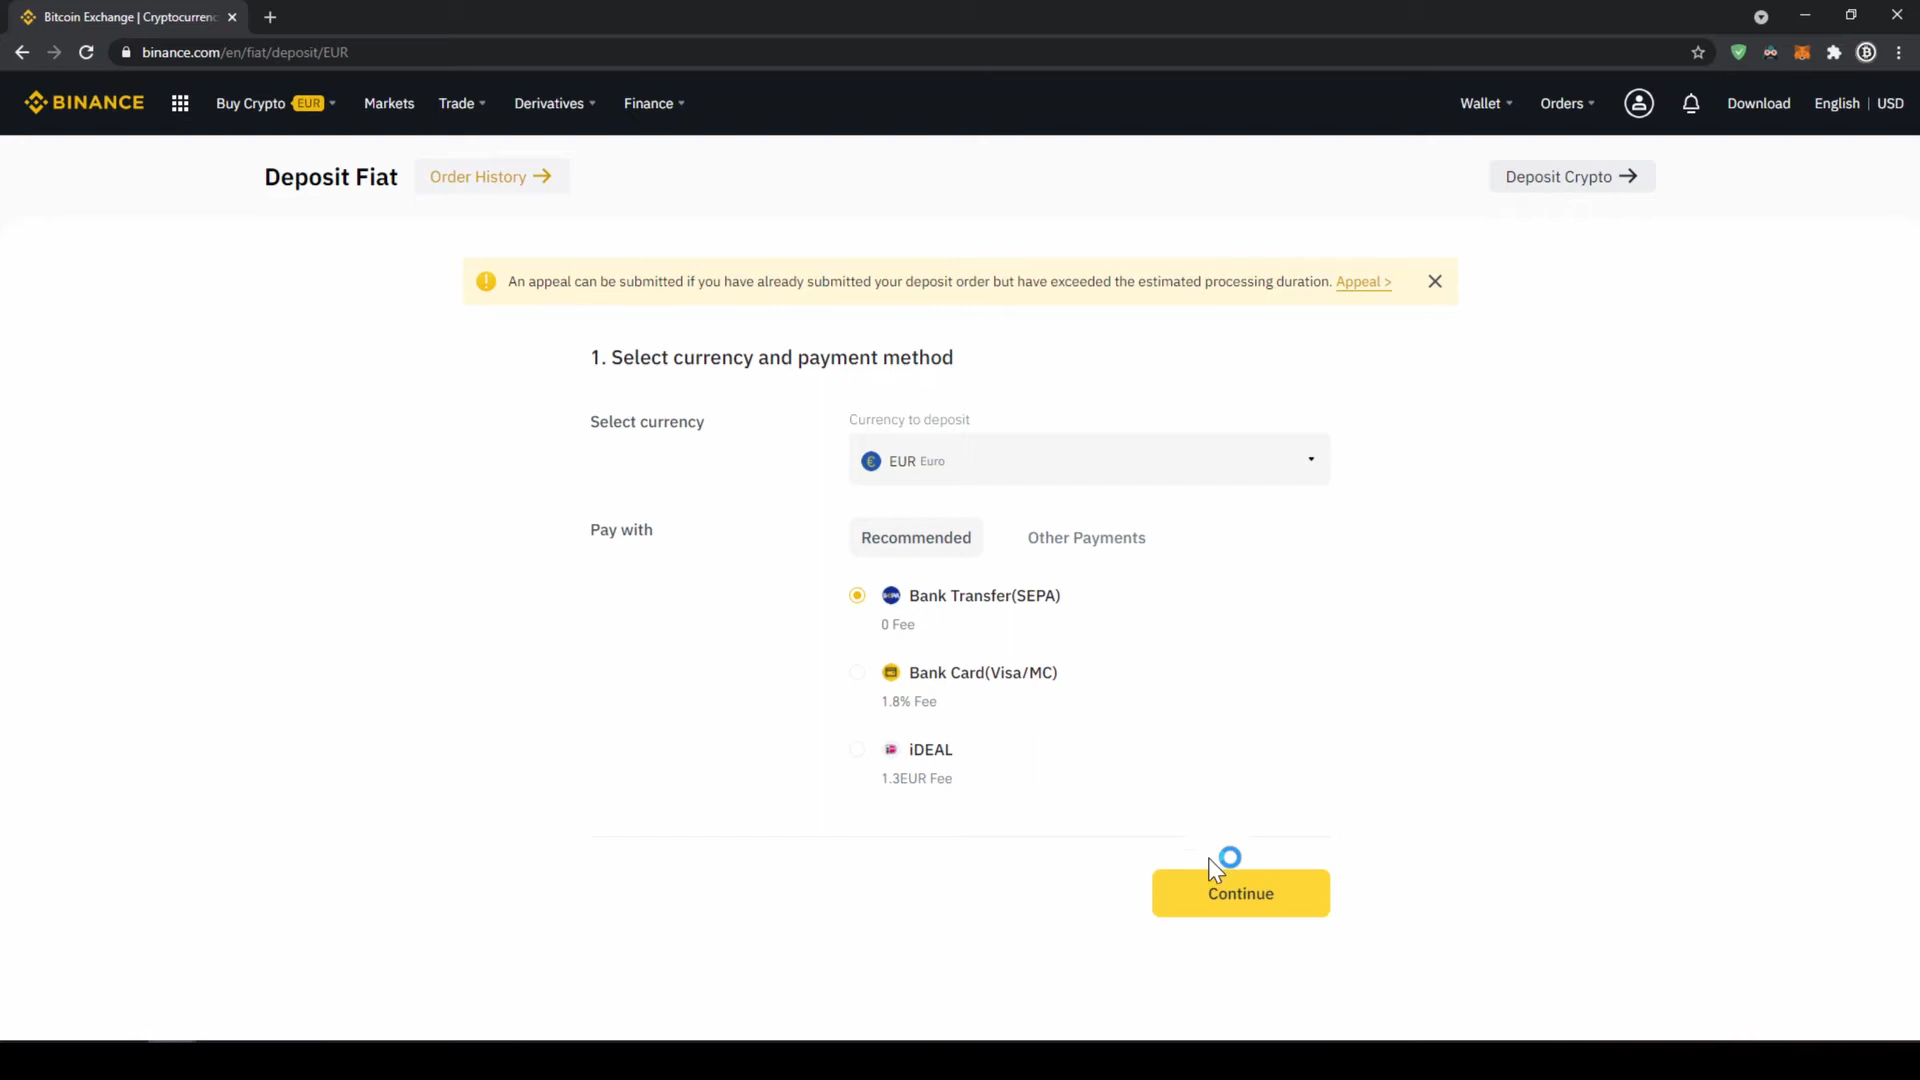 Bitcoin Exchange | Cryptocurrenc
binance.com/en/fiat/deposit/EUR
BINANCE Buy Crypto EUR Markets Trade Derivatives Finance Wallet Orders Download English | USD
Deposit Fiat Order History → Deposit Crypto →
An appeal can be submitted if you have already submitted your deposit order but have exceeded the estimated processing duration. Appeal >
1. Select currency and payment method
Select currency
Currency to deposit
EUR Euro
Pay with
Recommended Other Payments
Bank Transfer(SEPA)
0 Fee
Bank Card(Visa/MC)
1.8% Fee
iDEAL
1.3EUR Fee
Continue